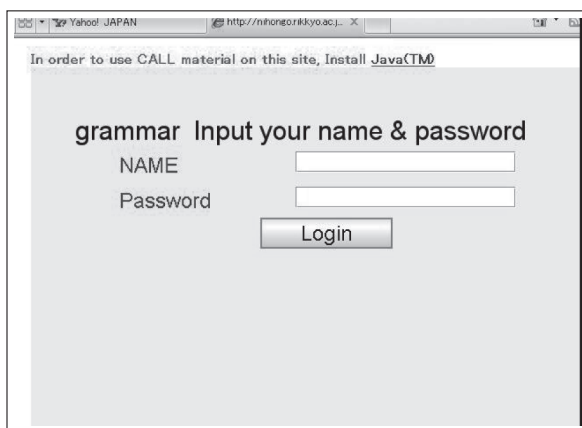 Yahoo! JAPAN
http://nihongo.rikkyo.ac.j...
In order to use CALL material on this site, Install Java(TM)
grammar Input your name & password
NAME
Password
Login